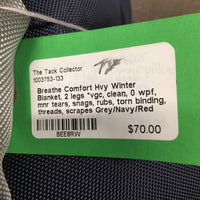 The Tack Collector
1003753-133
Breathe Comfort Hvy Winter
Blanket, 2 legs *vgc, clean, 0 wpf,
mnr tears, snags, rubs, torn binding,
threads, scrapes Grey/Navy/Red
$70.00
BEE8RW